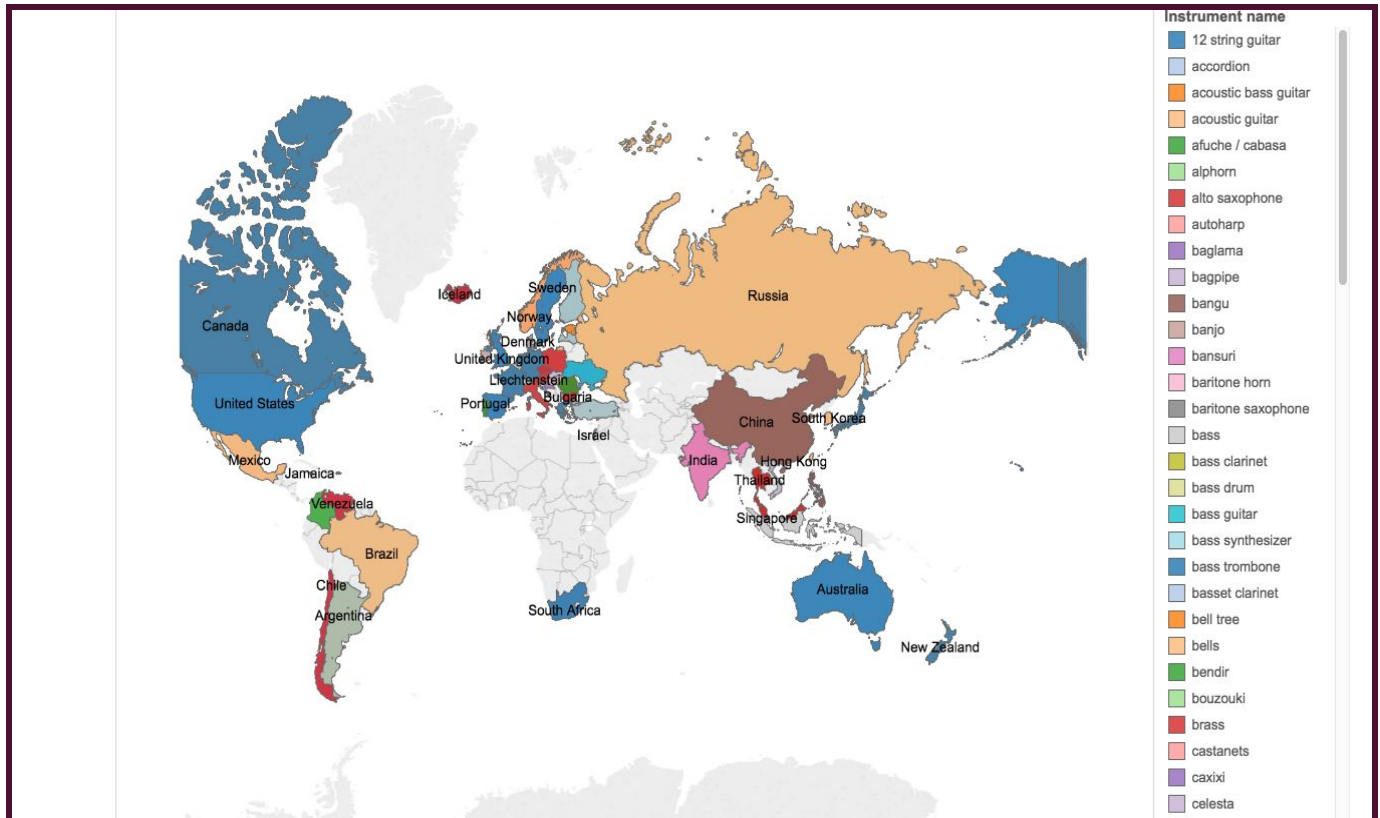 Instrument name
12 string guitar
accordion
acoustic bass guitar
acoustic guitar
afuche / cabasa
alphorn
alto saxophone
autoharp
baglama
bagpipe
bangu
banjo
bansuri
baritone horn
baritone saxophone
bass
bass clarinet
bass drum
bass guitar
bass synthesizer
bass trombone
basset clarinet
bell tree
bells
bendir
bouzouki
brass
castanets
caxixi
celesta
Iceland
Sweden
Russia
Norway
Canada
Denmark
United Kingdom
Liechtenstein
Bulgaria
Portugal
United States
South Korea
China
Israel
Mexico
Jamaica
India
Hong Kong
Thailand
Venezuela
Singapore
Brazil
Chile
Argentina
South Africa
Australia
New Zealand